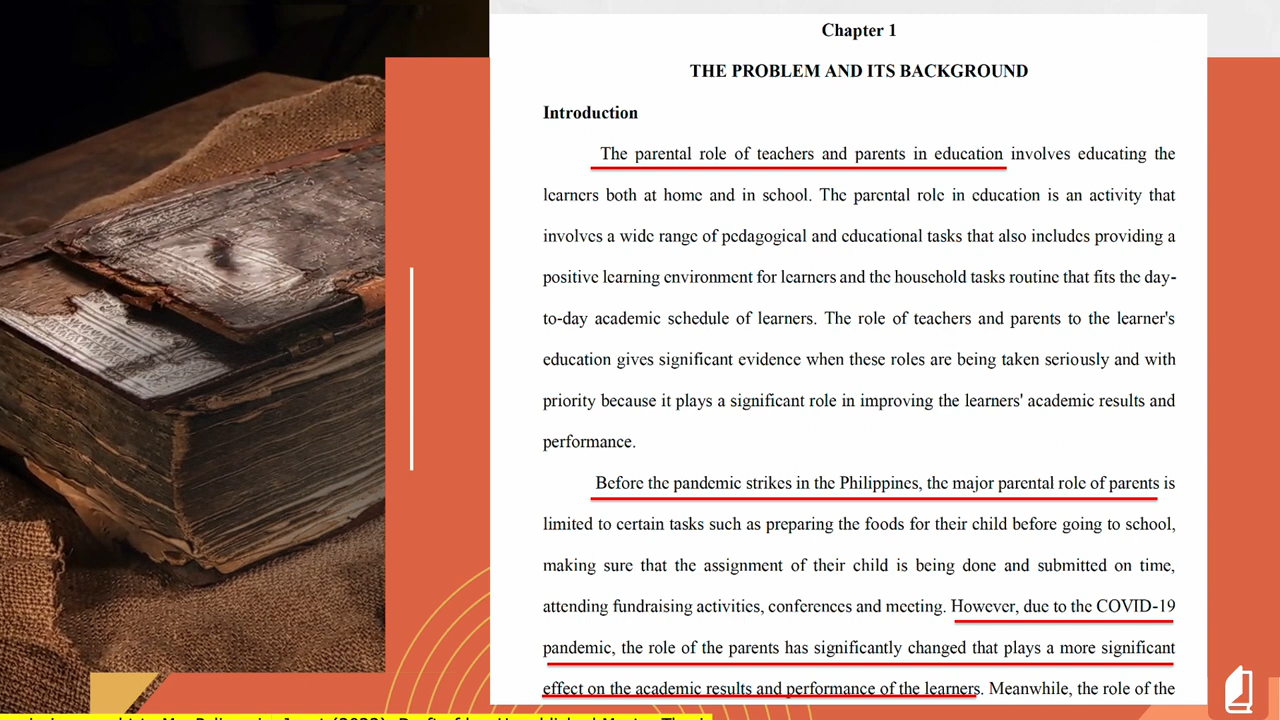 Chapter 1
THE PROBLEM AND ITS BACKGROUND
Introduction
The parental role of teachers and parents in education involves educating the
learners both at home and in school. The parental role in education is an activity that
involves a wide range of pedagogical and educational tasks that also includes providing a
positive learning environment for learners and the household tasks routine that fits the day-
to-day academic schedule of learners. The role of teachers and parents to the learner's
education gives significant evidence when these roles are being taken seriously and with
priority because it plays a significant role in improving the learners' academic results and
performance.
Before the pandemic strikes in the Philippines, the major parental role of parents is
limited to certain tasks such as preparing the foods for their child before going to school,
making sure that the assignment of their child is being done and submitted on time,
attending fundraising activities, conferences and meeting. However, due to the COVID-19
pandemic, the role of the parents has significantly changed that plays a more significant
effect on the academic results and performance of the learners. Meanwhile, the role of the